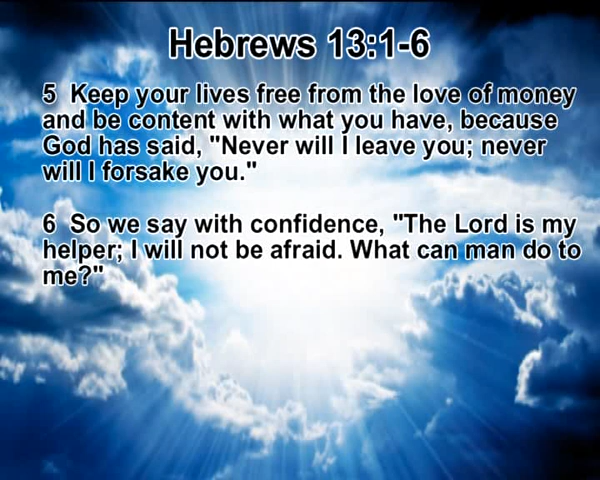 Hebrews 13:1-6
5  Keep your lives free from the love of money
and be content with what you have, because
God has said, "Never will I leave you; never
will I forsake you."
6  So we say with confidence, "The Lord is my
helper; I will not be afraid. What can man do to
me?"